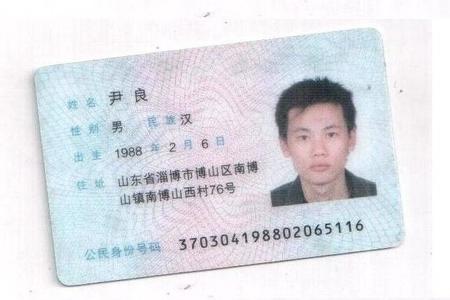 姓名 尹良
性别 男 民族 汉
出生 1988 年 2 月 6 日
住址 山东省淄博市博山区南博
山镇南博山西村76号
公民身份号码 370304198802065116